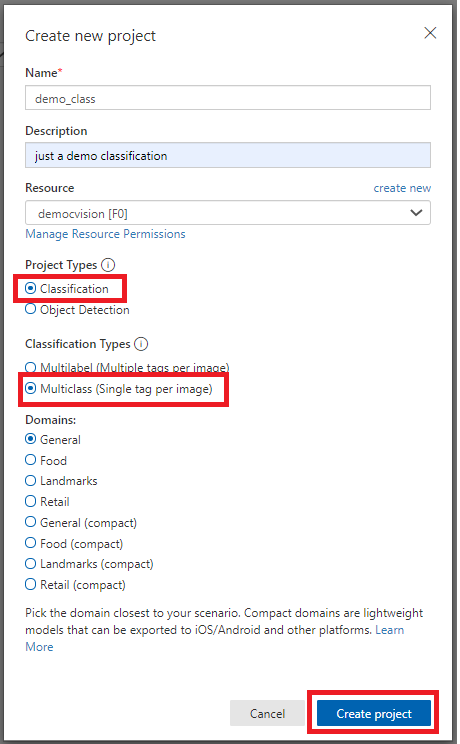 Create new project
Name*
demo_class
Description
just a demo classification
Resource create new
democvision [F0]
Manage Resource Permissions
Project Types
Classification
Object Detection
Classification Types
Multilabel (Multiple tags per image)
Multiclass (Single tag per image)
Domains:
General
Food
Landmarks
Retail
General (compact)
Food (compact)
Landmarks (compact)
Retail (compact)
Pick the domain closest to your scenario. Compact domains are lightweight
models that can be exported to iOS/Android and other platforms. Learn
More
Cancel Create project